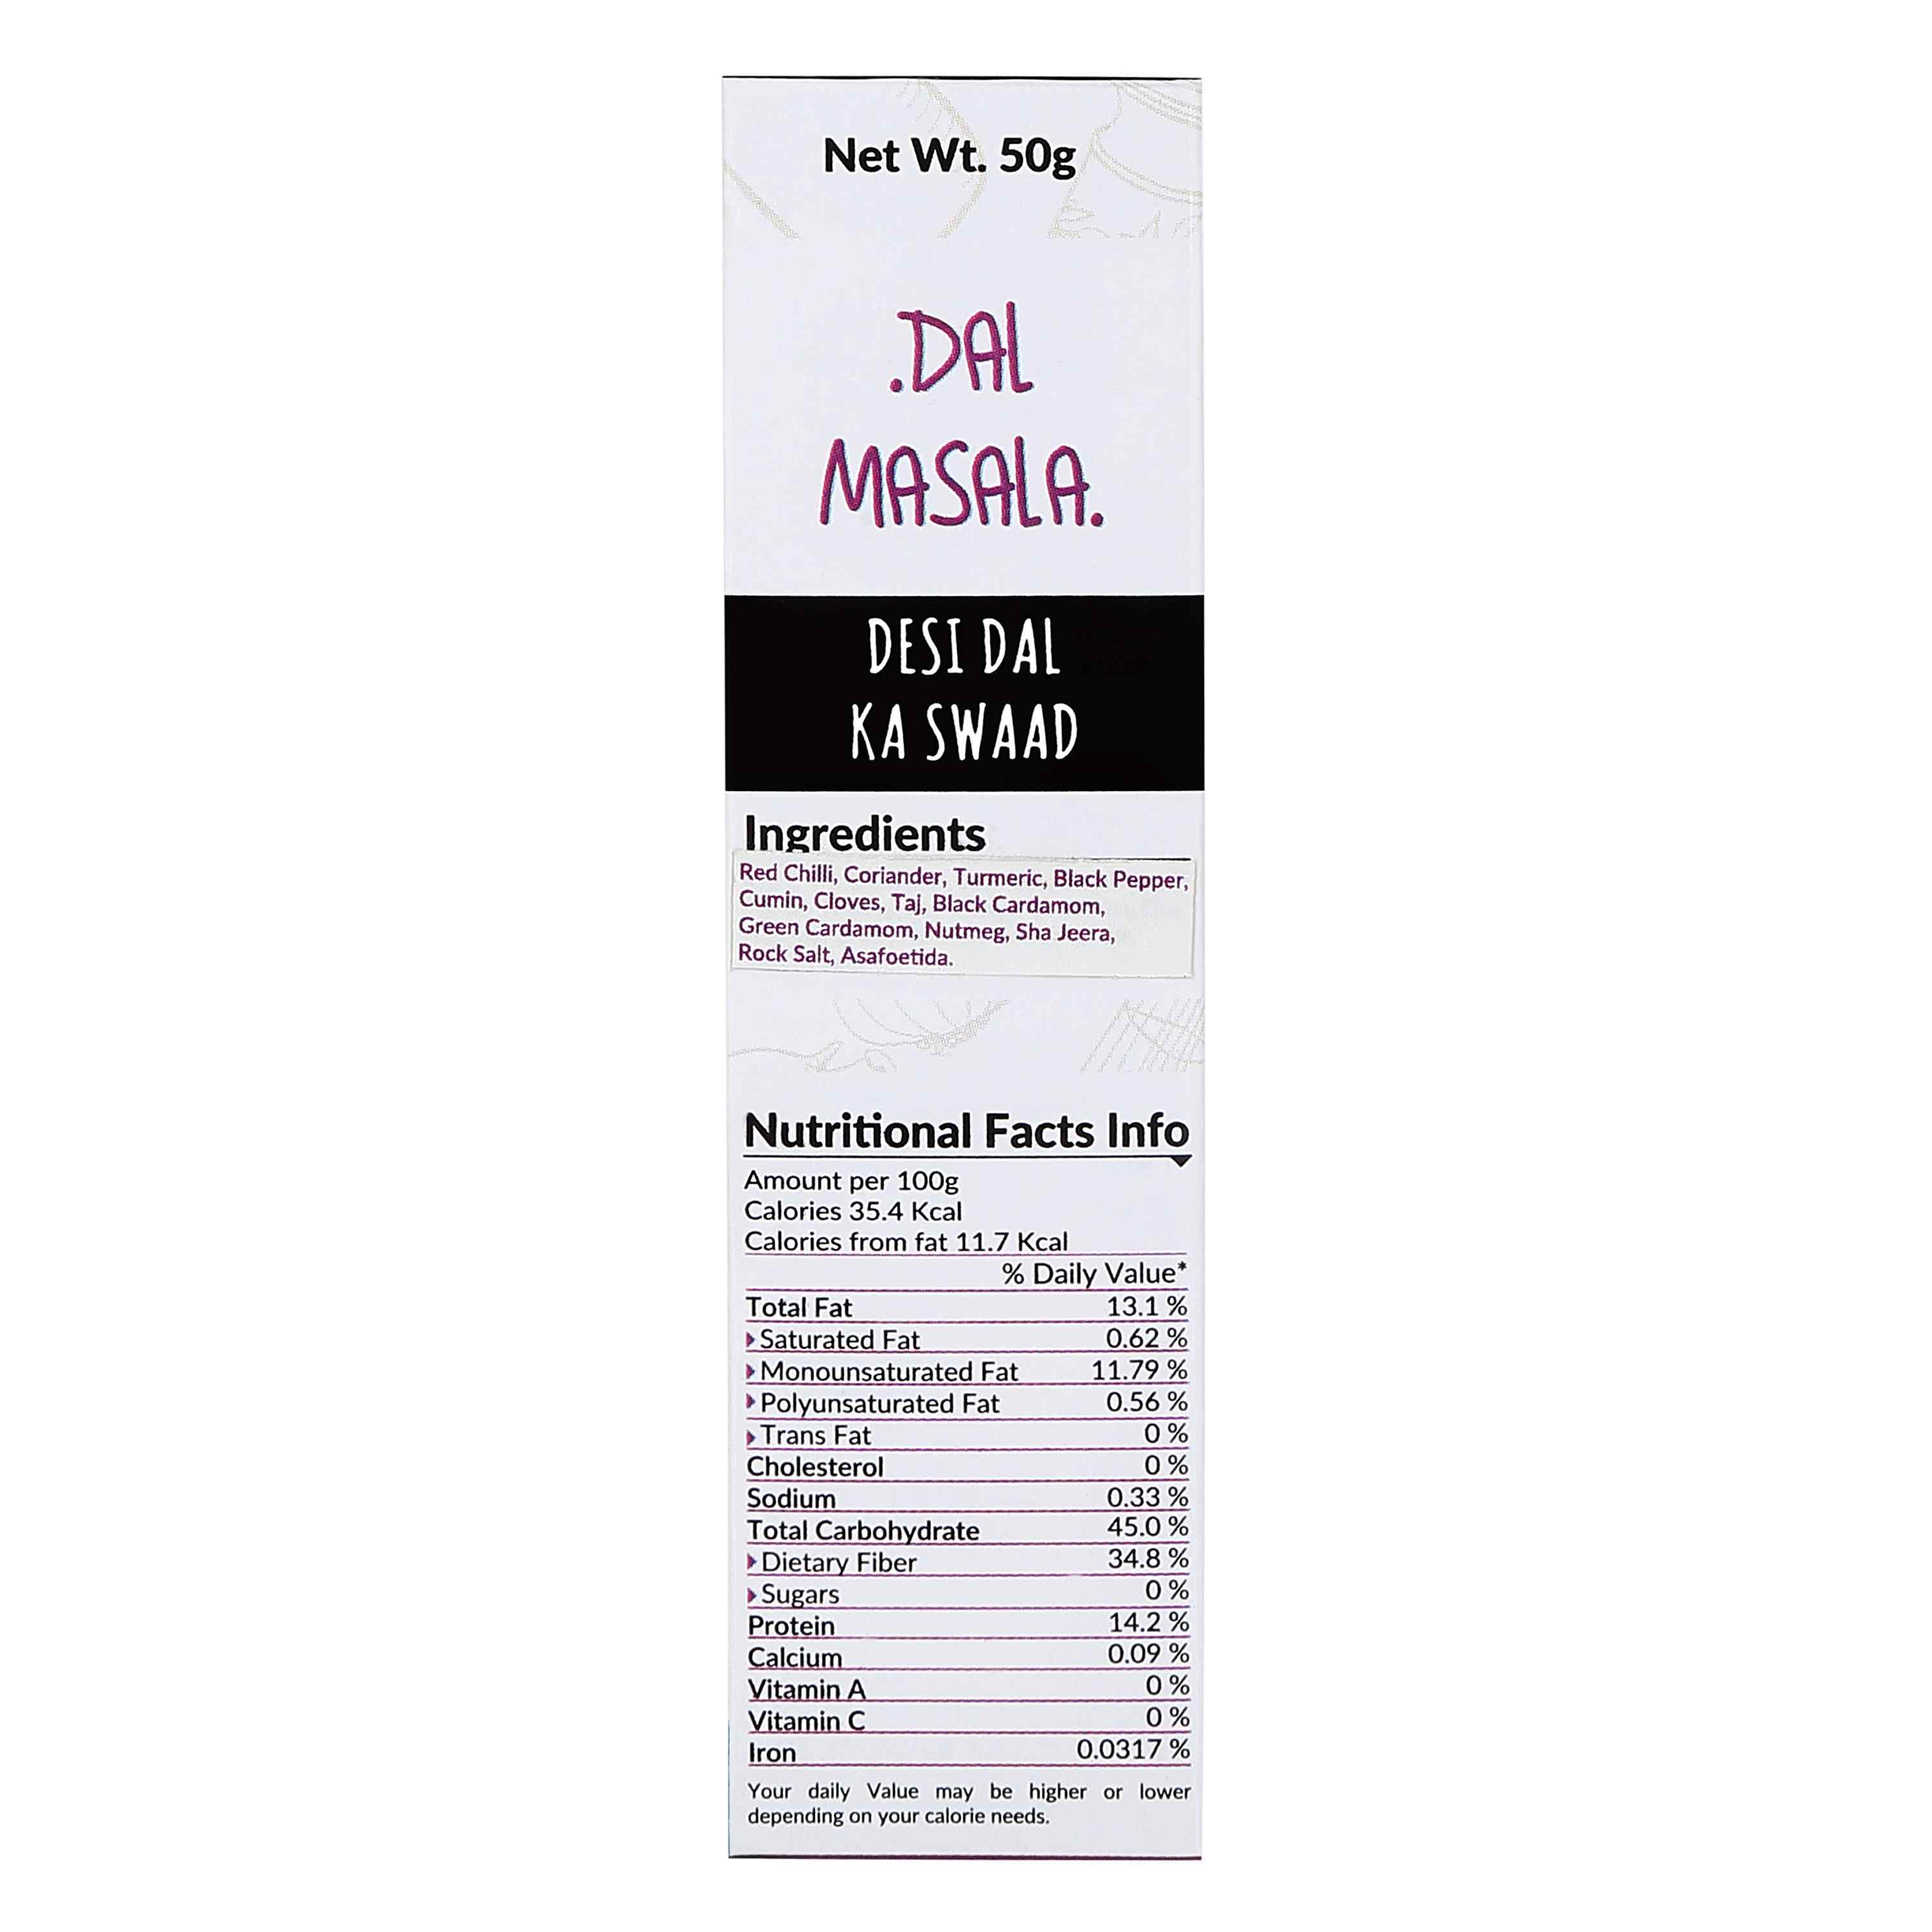 Net Wt. 50g
.DAL
MASALA.
DESI DAL
KA SWAAD
Ingredients
Red Chilli, Coriander, Turmeric, Black Pepper,
Cumin, Cloves, Taj, Black Cardamom,
Green Cardamom, Nutmeg, Sha Jeera,
Rock Salt, Asafoetida.
Nutritional Facts Info
Amount per 100g
Calories 35.4 Kcal
Calories from fat 11.7 Kcal
% Daily Value*
Total Fat 13.1 %
Saturated Fat 0.62 %
Monounsaturated Fat 11.79 %
Polyunsaturated Fat 0.56 %
Trans Fat 0 %
Cholesterol 0 %
Sodium 0.33 %
Total Carbohydrate 45.0 %
Dietary Fiber 34.8 %
Sugars 0 %
Protein 14.2 %
Calcium 0.09 %
Vitamin A 0 %
Vitamin C 0 %
Iron 0.0317 %
Your daily Value may be higher or lower
depending on your calorie needs.